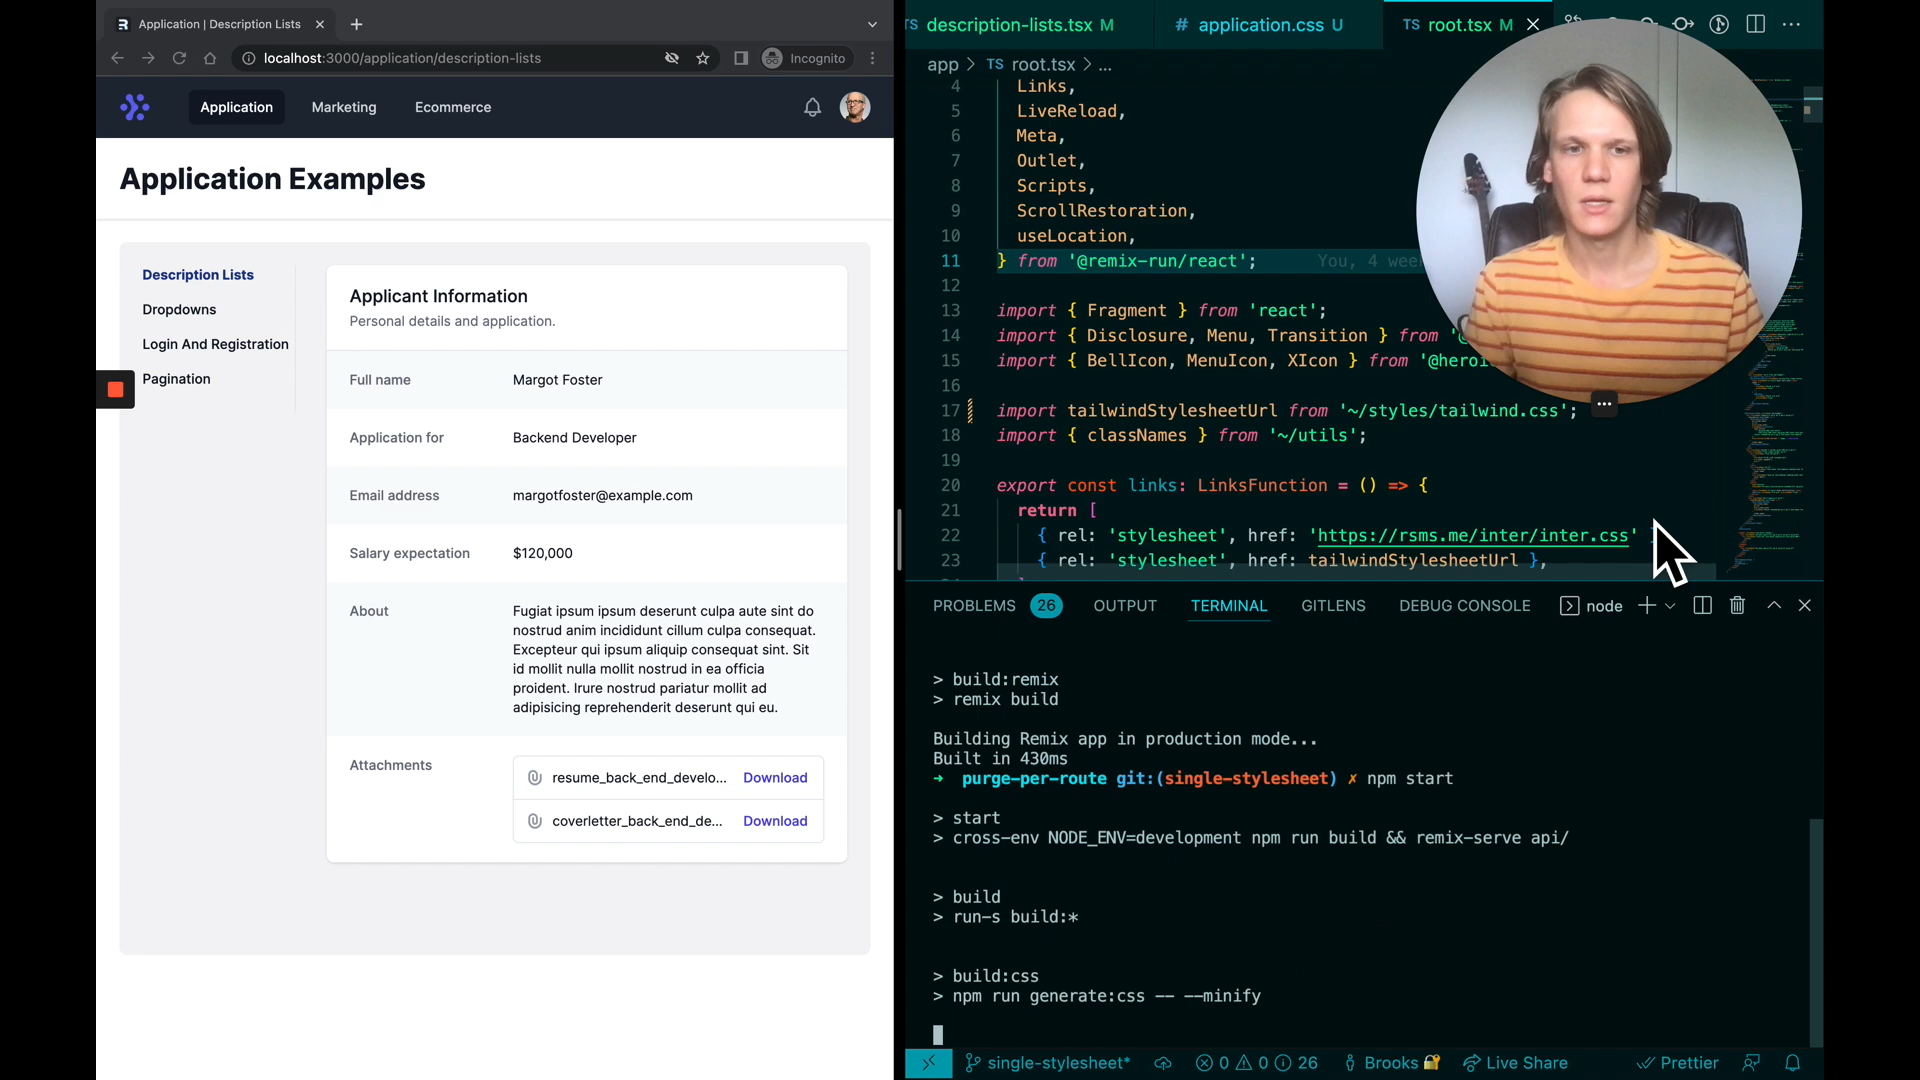 Application | Description Lists
localhost:3000/application/description-lists
Incognito
Application
Marketing
Ecommerce
Application Examples
Description Lists
Dropdowns
Login And Registration
Pagination
Applicant Information
Personal details and application.
Full name
Margot Foster
Application for
Backend Developer
Email address
margotfoster@example.com
Salary expectation
$120,000
About
Fugiat ipsum ipsum deserunt culpa aute sint do
nostrud anim incididunt cillum culpa consequat.
Excepteur qui ipsum aliquip consequat sint. Sit
id mollit nulla mollit nostrud in ea officia
proident. Irure nostrud pariatur mollit ad
adipisicing reprehenderit deserunt qui eu.
Attachments
resume_back_end_develo... Download
coverletter_back_end_de... Download
TS description-lists.tsx M
# application.css U
TS root.tsx M
app > TS root.tsx > ...
4 Links,
5 LiveReload,
6 Meta,
7 Outlet,
8 Scripts,
9 ScrollRestoration,
10 useLocation,
11 } from '@remix-run/react'; You, 4 wee
12
13 import { Fragment } from 'react';
14 import { Disclosure, Menu, Transition } from '@
15 import { BellIcon, MenuIcon, XIcon } from '@heroi
16
17 import tailwindStylesheetUrl from '~/styles/tailwind.css';
18 import { classNames } from '~/utils';
19
20 export const links: LinksFunction = () => {
21 return [
22 { rel: 'stylesheet', href: 'https://rsms.me/inter/inter.css' }
23 { rel: 'stylesheet', href: tailwindStylesheetUrl },
PROBLEMS 26 OUTPUT TERMINAL GITLENS DEBUG CONSOLE node
> build:remix
> remix build
Building Remix app in production mode...
Built in 430ms
→ purge-per-route git:(single-stylesheet) ✗ npm start
> start
> cross-env NODE_ENV=development npm run build && remix-serve api/
> build
> run-s build:*
> build:css
> npm run generate:css -- --minify
single-stylesheet* 0 0 26 Brooks Live Share Prettier